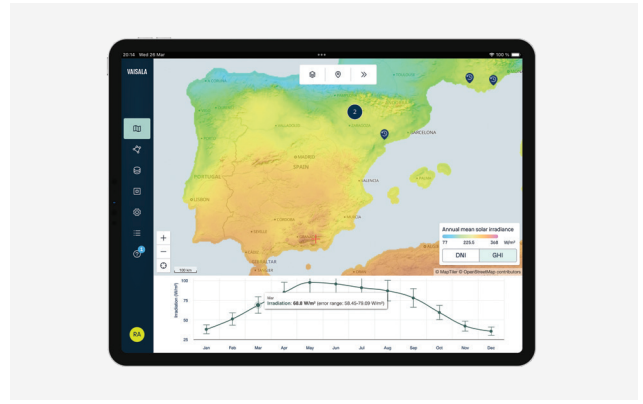 20:14 Wed 26 Mar
100 %
VAISALA
2
BARCELONA
MADRID
SPAIN
PORTUGAL
LISBON
VALENCIA
Annual mean solar irradiance
77 225.5 348 W/m²
DNI GHI
100 km
© MapTiler © OpenStreetMap contributors
Irradiation (W/m²)
100
75
50
25
Mar
Irradiation: 68.8 W/m² (error range: 58.45-79.09 W/m²)
Jan Feb Mar Apr May Jun Jul Aug Sep Oct Nov Dec
RA